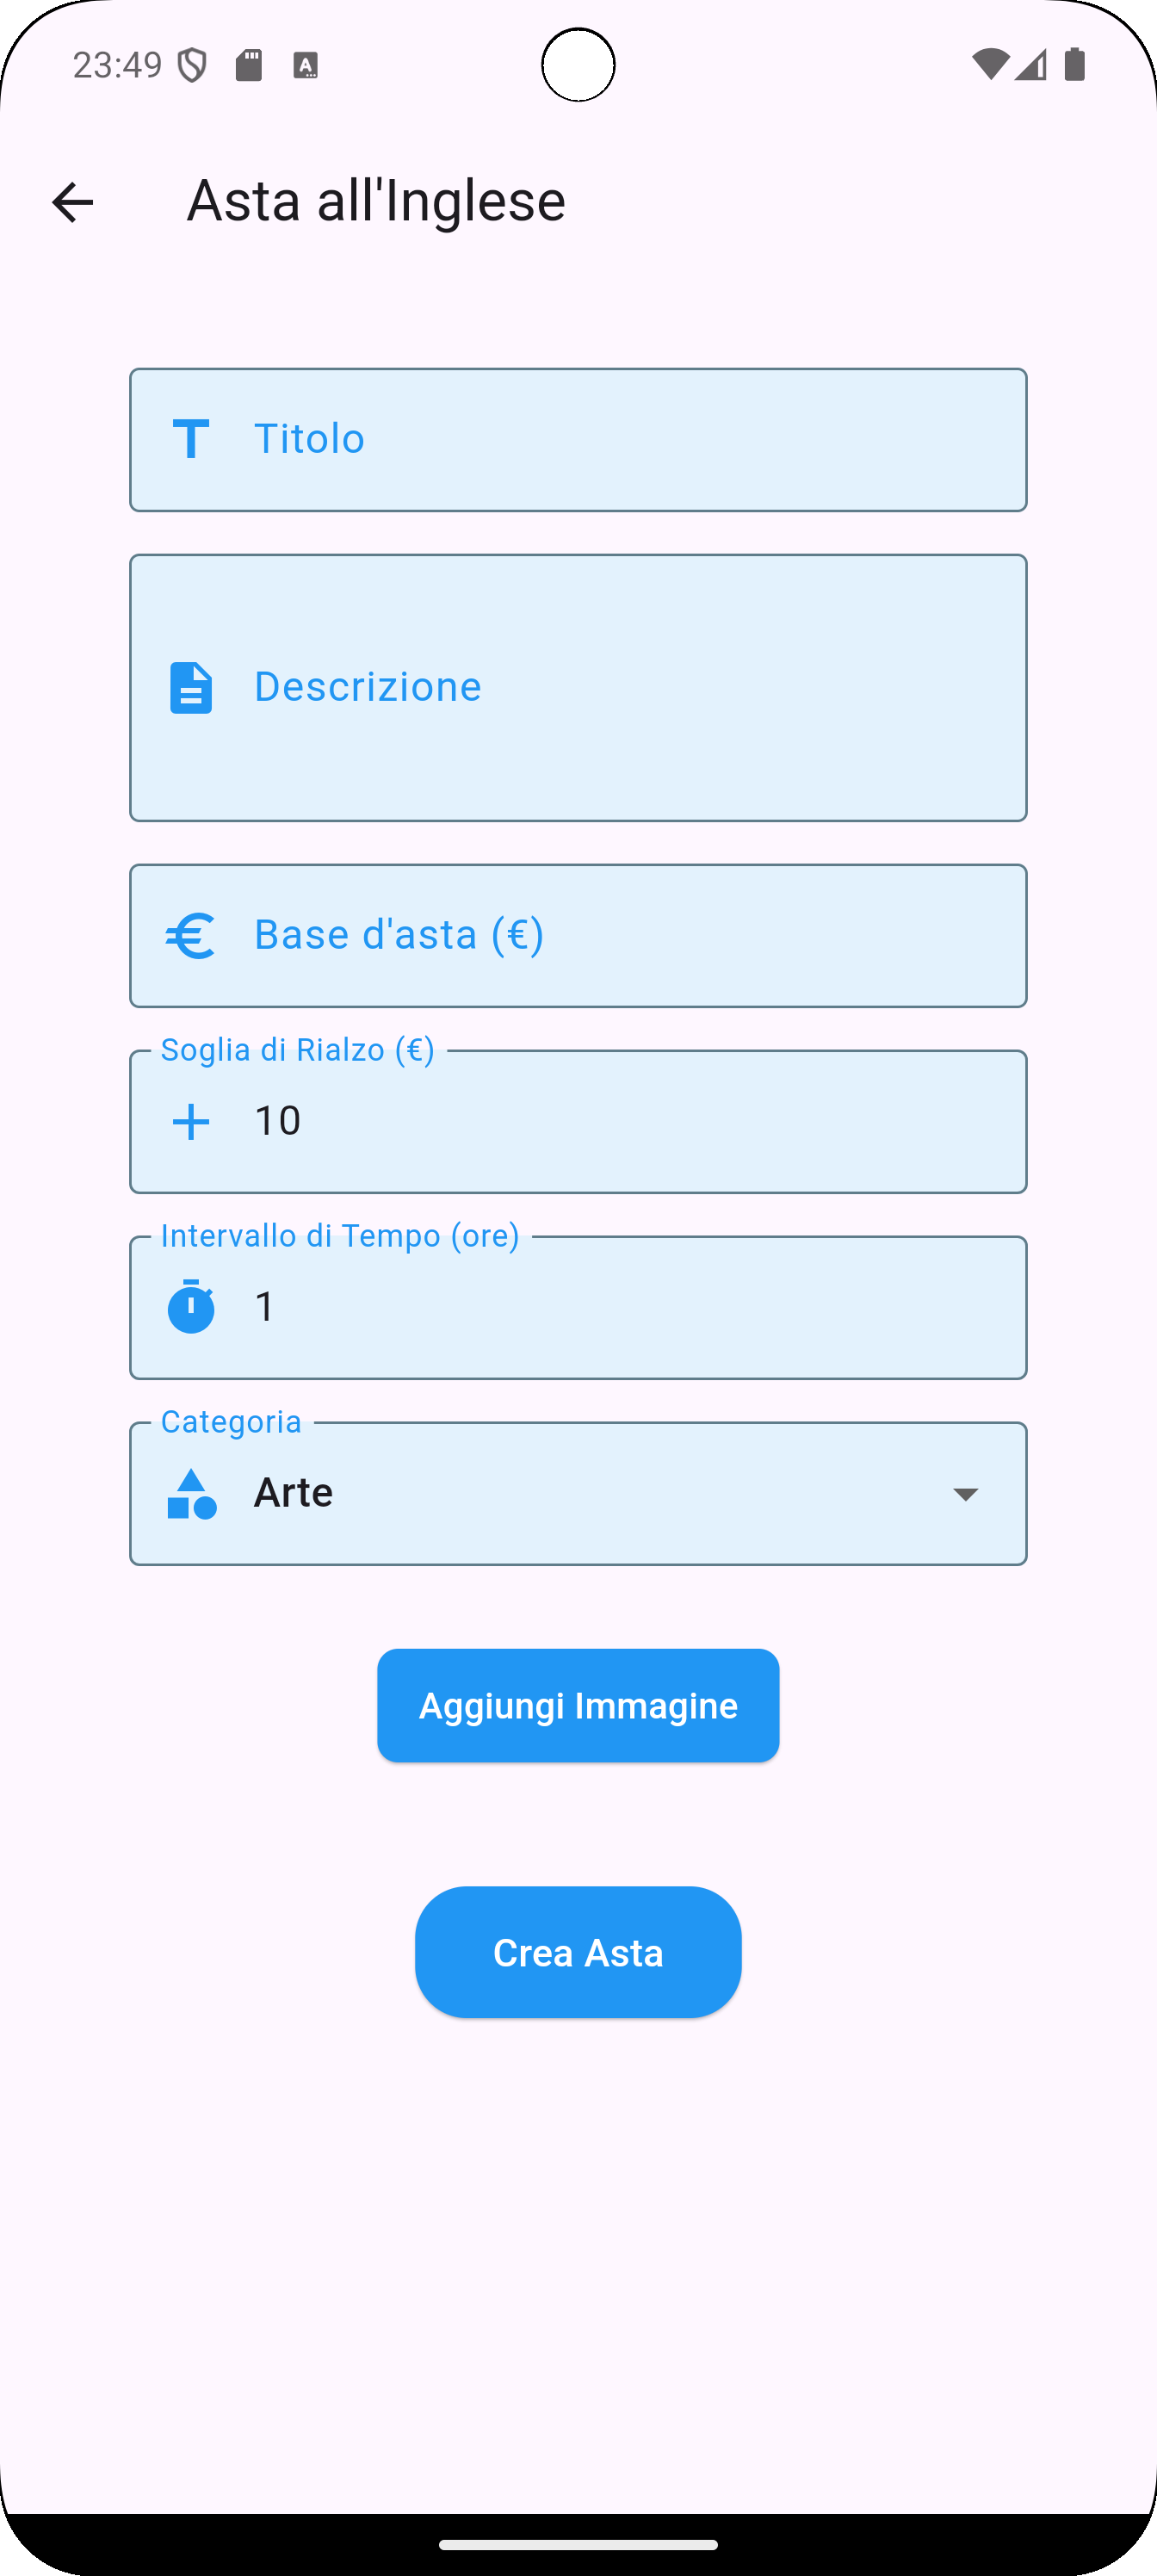 23:49
Asta all'Inglese
Titolo
Descrizione
Base d'asta (€)
Soglia di Rialzo (€)
10
Intervallo di Tempo (ore)
1
Categoria
Arte
Aggiungi Immagine
Crea Asta